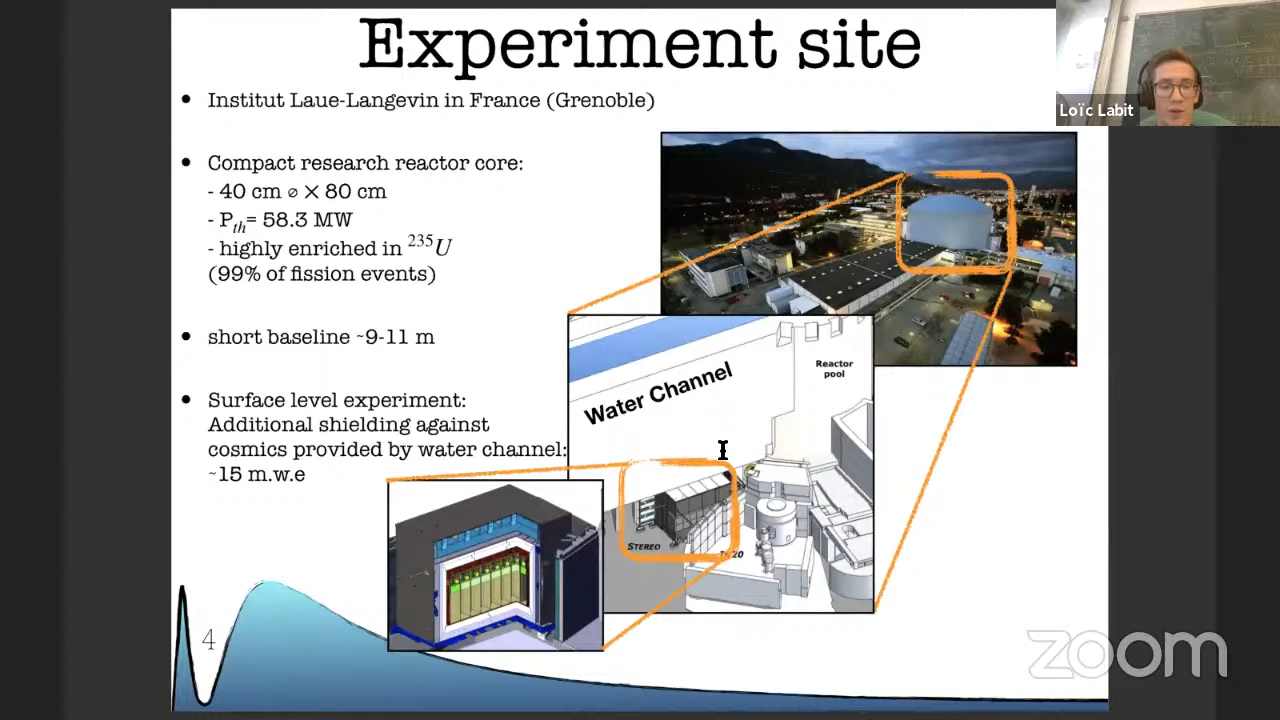 Experiment site
Loïc Labit
• Institut Laue-Langevin in France (Grenoble)
• Compact research reactor core:
- 40 cm ⌀ × 80 cm
- Pth= 58.3 MW
- highly enriched in 235U
(99% of fission events)
• short baseline ~9-11 m
• Surface level experiment:
Additional shielding against
cosmics provided by water channel:
~15 m.w.e
Water Channel
Reactor
pool
STEREO
4
zoom